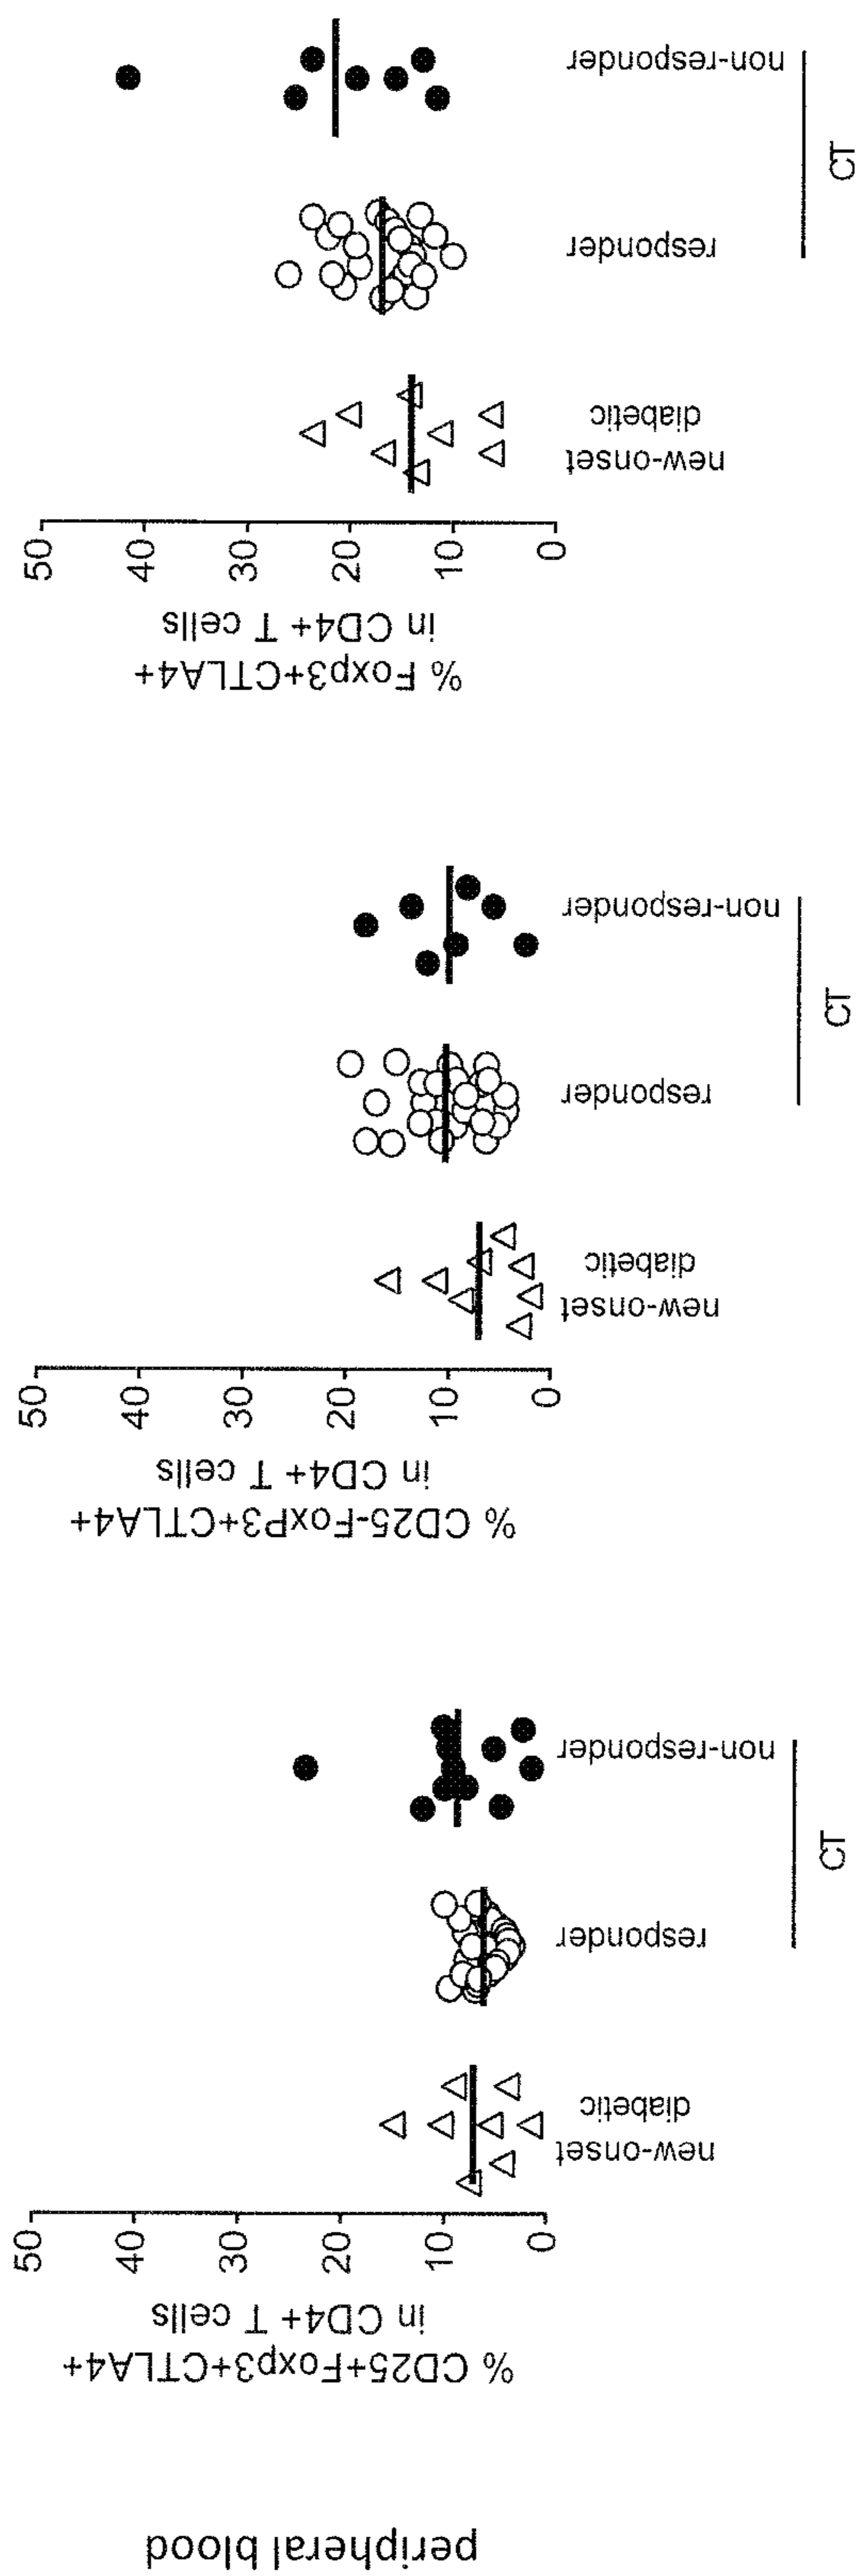 peripheral blood
% CD25+Foxp3+CTLA4+
in CD4+ T cells
50
40
30
20
10
0
new-onset
diabetic
responder
non-responder
CT
% CD25-FoxP3+CTLA4+
in CD4+ T cells
50
40
30
20
10
0
new-onset
diabetic
responder
non-responder
CT
% Foxp3+CTLA4+
in CD4+ T cells
50
40
30
20
10
0
new-onset
diabetic
responder
non-responder
CT